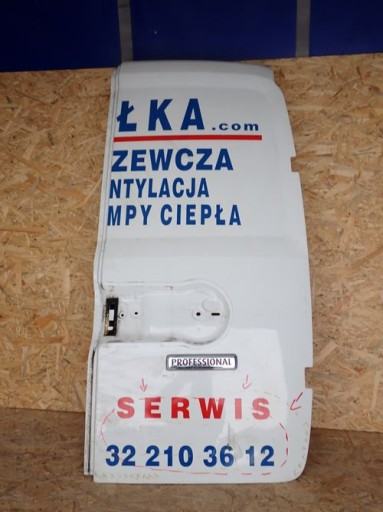 ŁKA.com
ZEWCZA
NTYLACJA
MPY CIEPŁA
PROFESSIONAL
SERWIS
32 210 36 12